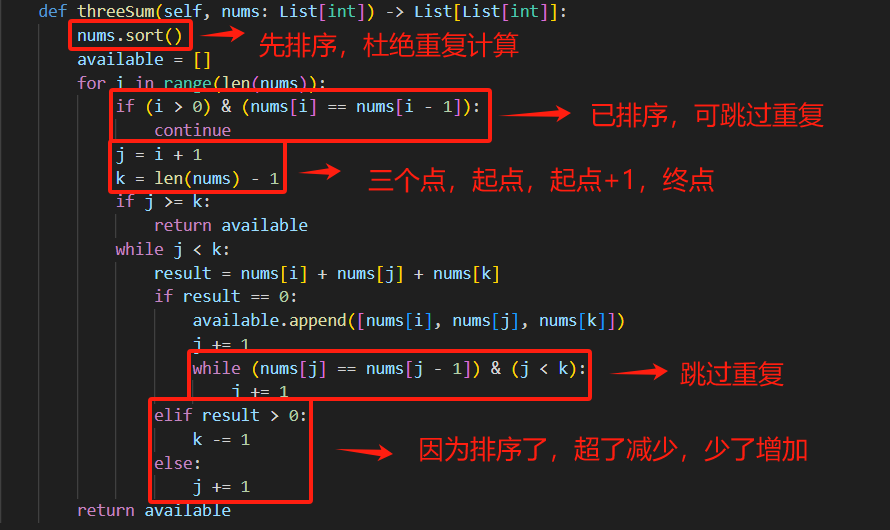 def threeSum(self, nums: List[int]) -> List[List[int]]:
nums.sort()
先排序，杜绝重复计算
available = []
for i in range(len(nums)):
if (i > 0) & (nums[i] == nums[i - 1]):
已排序，可跳过重复
continue
j = i + 1
k = len(nums) - 1
三个点，起点，起点+1，终点
if j >= k:
return available
while j < k:
result = nums[i] + nums[j] + nums[k]
if result == 0:
available.append([nums[i], nums[j], nums[k]])
j += 1
while (nums[j] == nums[j - 1]) & (j < k):
跳过重复
j += 1
elif result > 0:
k -= 1
因为排序了，超了减少，少了增加
else:
j += 1
return available